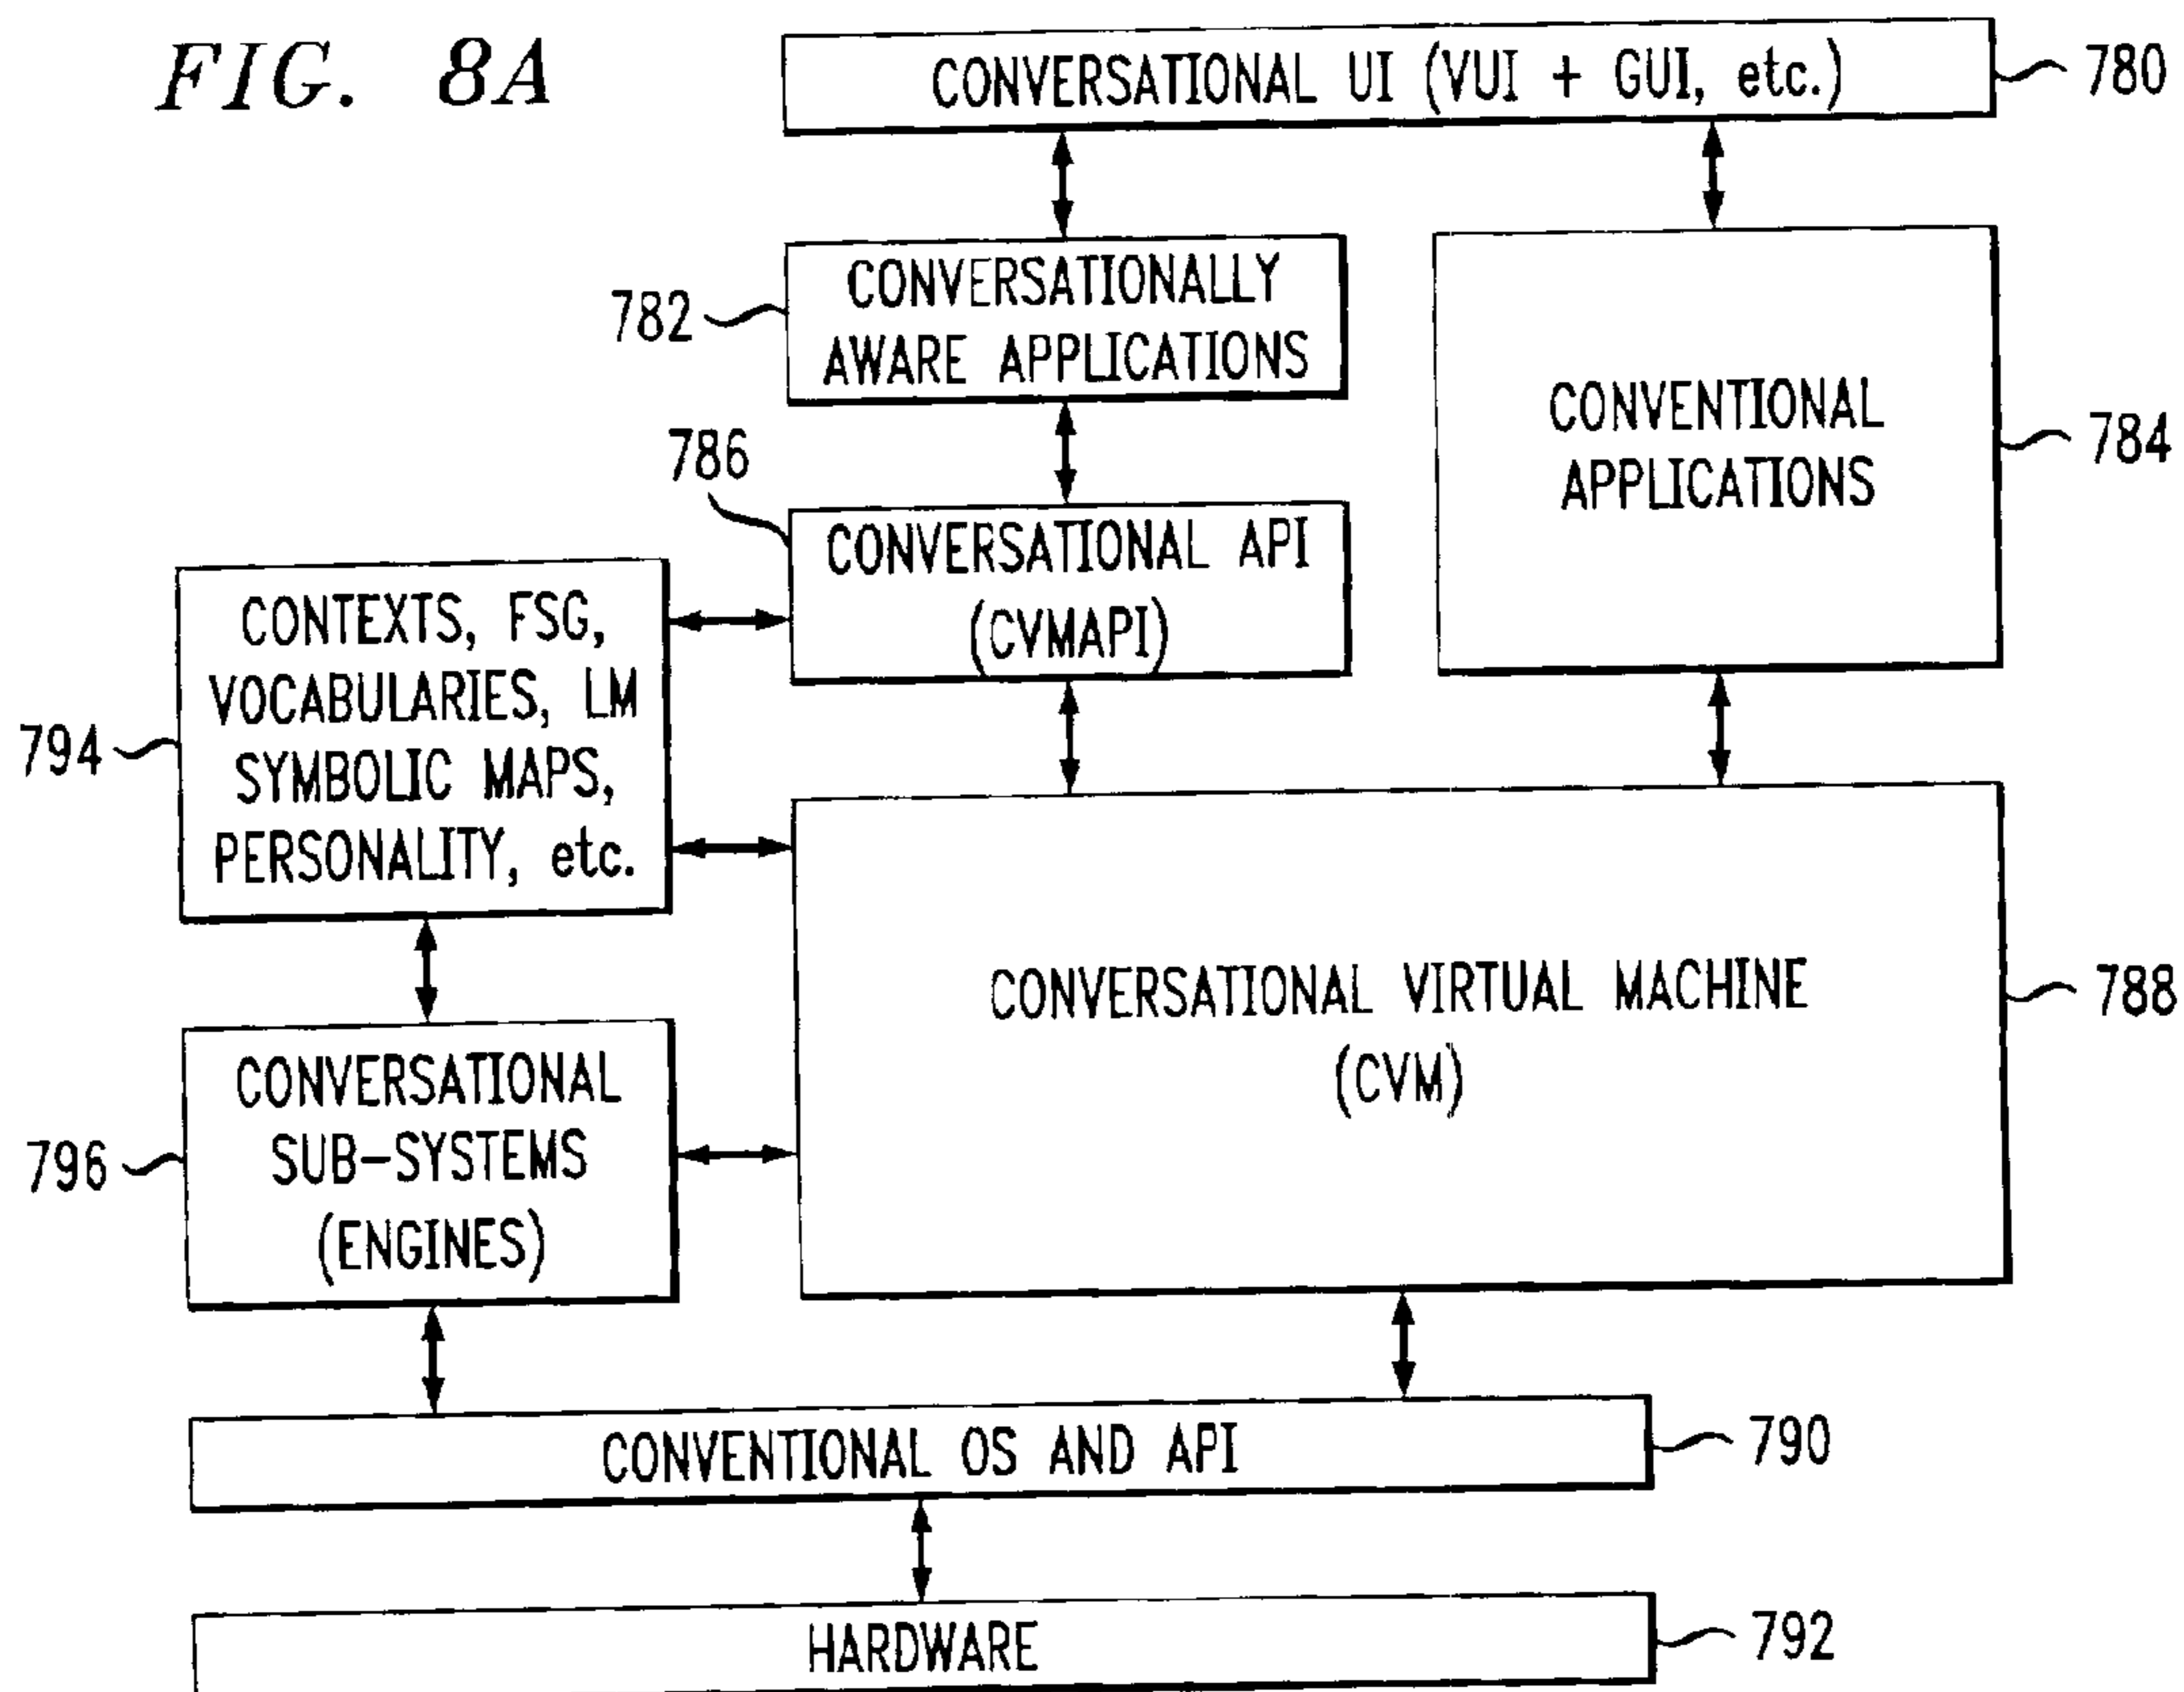 FIG. 8A
CONVERSATIONAL UI (VUI + GUI, etc.)
780
CONVERSATIONALLY
AWARE APPLICATIONS
782
CONVENTIONAL
APPLICATIONS
784
786
CONVERSATIONAL API
(CVMAPI)
CONTEXTS, FSG,
VOCABULARIES, LM
SYMBOLIC MAPS,
PERSONALITY, etc.
794
CONVERSATIONAL VIRTUAL MACHINE
(CVM)
788
CONVERSATIONAL
SUB-SYSTEMS
(ENGINES)
796
CONVENTIONAL OS AND API
790
HARDWARE
792